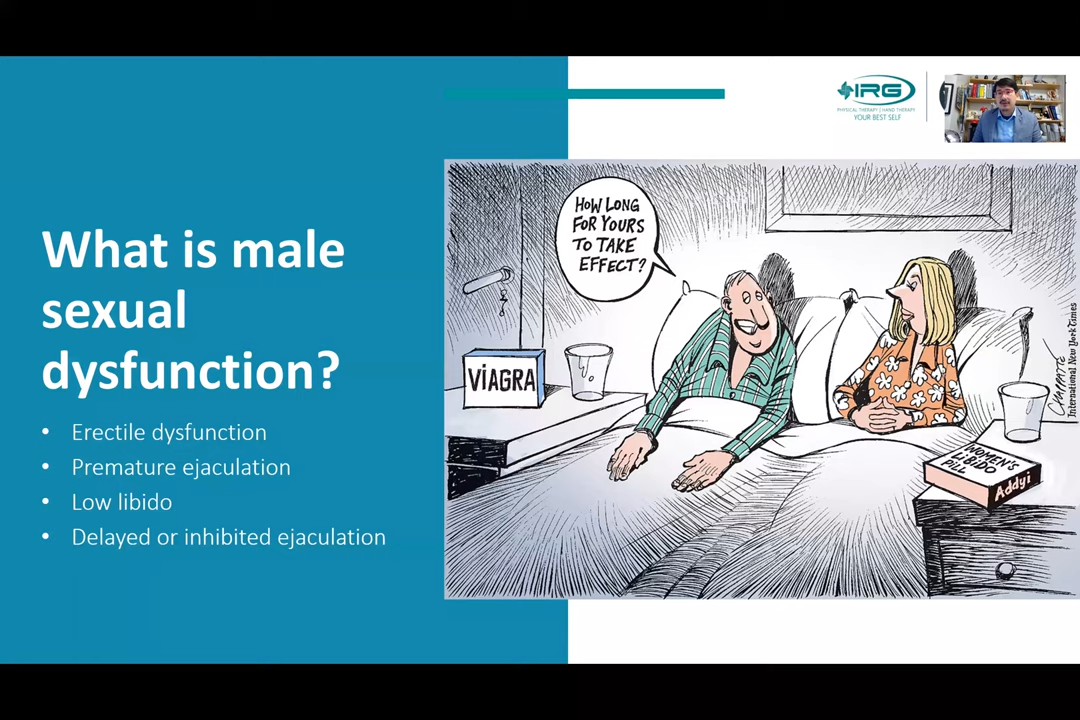 What is male
sexual
dysfunction?
• Erectile dysfunction
• Premature ejaculation
• Low libido
• Delayed or inhibited ejaculation
IRG
PHYSICAL THERAPY | HAND THERAPY
YOUR BEST SELF
HOW LONG
FOR YOURS
TO TAKE
EFFECT?
VIAGRA
WOMEN'S
LIBIDO
PILL
Addyi
CHAPPATTE
International New York Times